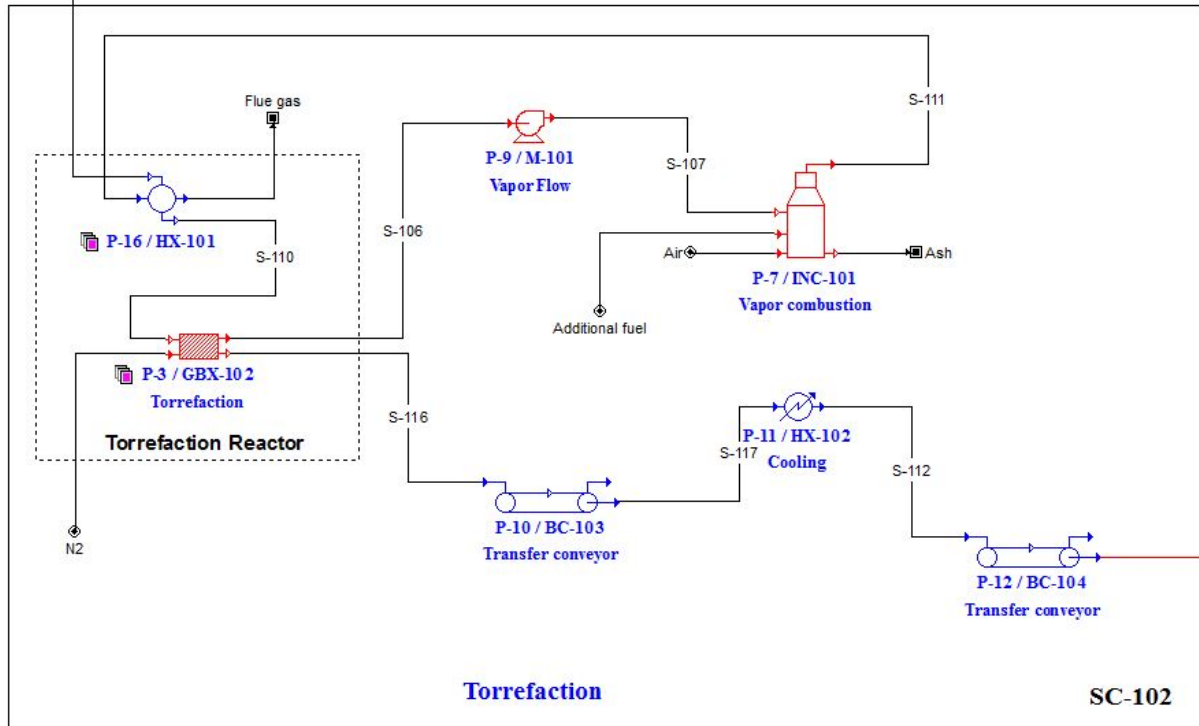 S-111
Flue gas
P-9 / M-101
Vapor Flow
S-107
P-16 / HX-101
S-106
S-110
Air
Ash
P-7 / INC-101
Vapor combustion
Additional fuel
P-3 / GBX-102
Torrefaction
Torrefaction Reactor
S-116
P-11 / HX-102
S-117
Cooling
S-112
P-10 / BC-103
Transfer conveyor
N2
P-12 / BC-104
Transfer conveyor
Torrefaction
SC-102